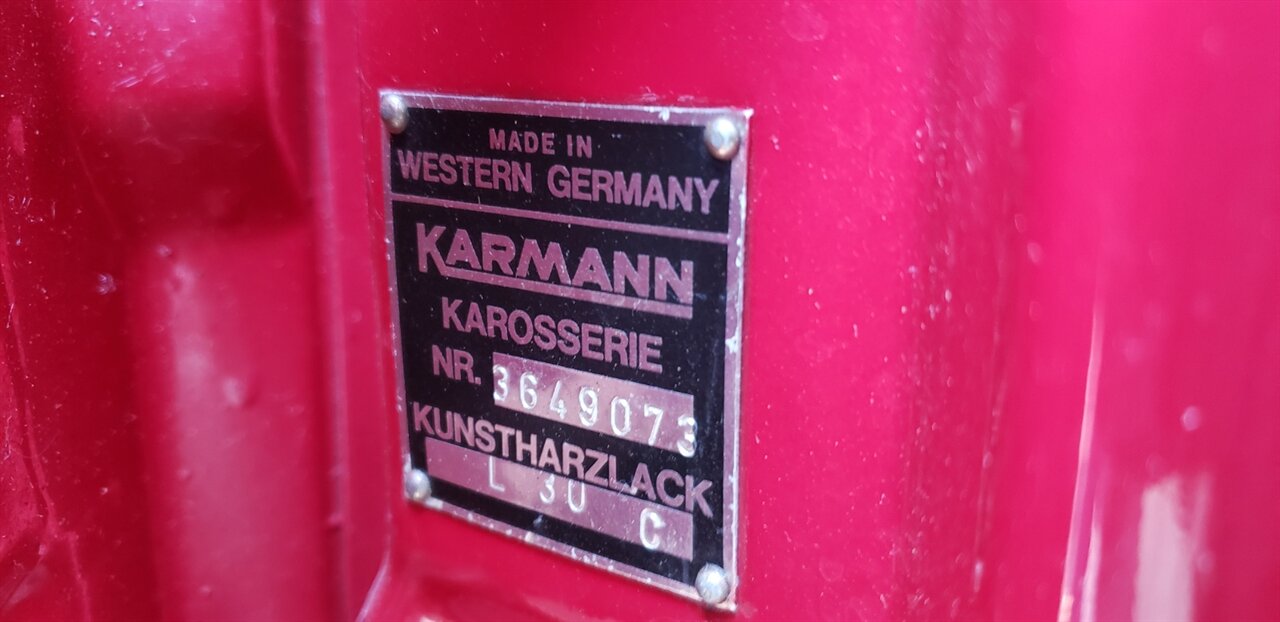 MADE IN
WESTERN GERMANY
KARMANN
KAROSSERIE
NR. 3649073
KUNSTHARZLACK
L 30 C